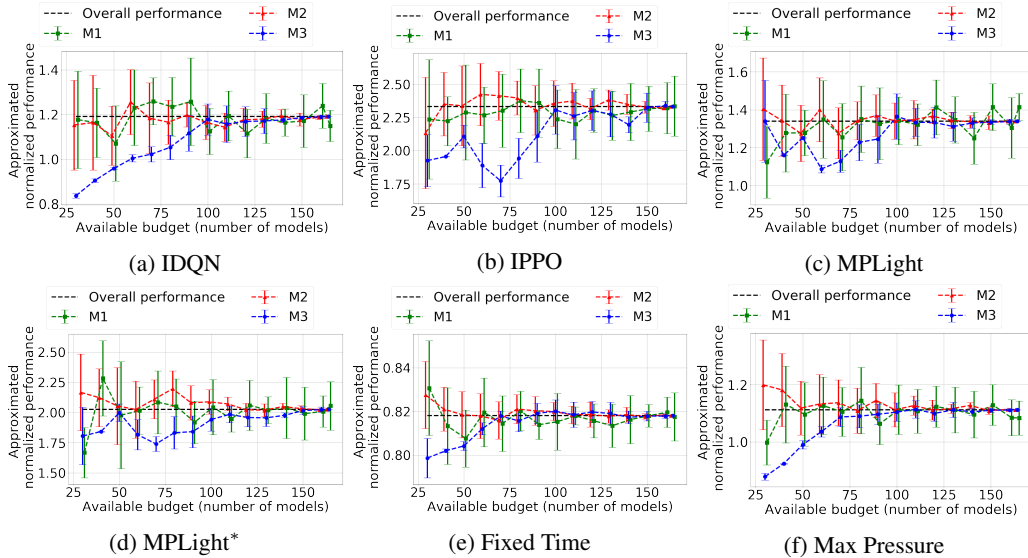 Overall performance M2
M1 M3
Approximated
normalized performance
1.4
1.2
1.0
0.8
25 50 75 100 125 150
Available budget (number of models)
(a) IDQN
Overall performance M2
M1 M3
Approximated
normalized performance
2.50
2.25
2.00
1.75
25 50 75 100 125 150
Available budget (number of models)
(b) IPPO
Overall performance M2
M1 M3
Approximated
normalized performance
1.6
1.4
1.2
1.0
25 50 75 100 125 150
Available budget (number of models)
(c) MPLight
Overall performance M2
M1 M3
Approximated
normalized performance
2.50
2.25
2.00
1.75
1.50
25 50 75 100 125 150
Available budget (number of models)
(d) MPLight*
Overall performance M2
M1 M3
Approximated
normalized performance
0.84
0.82
0.80
25 50 75 100 125 150
Available budget (number of models)
(e) Fixed Time
Overall performance M2
M1 M3
Approximated
normalized performance
1.2
1.0
25 50 75 100 125 150
Available budget (number of models)
(f) Max Pressure